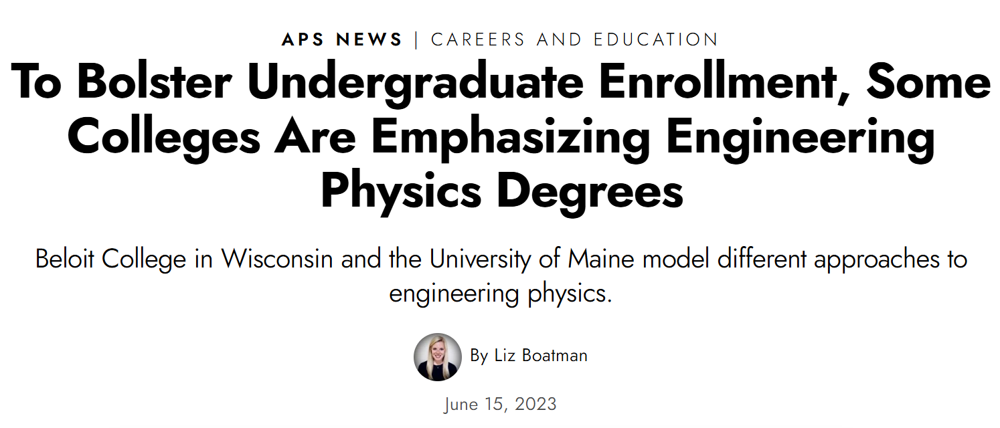 APS NEWS | CAREERS AND EDUCATION
To Bolster Undergraduate Enrollment, Some
Colleges Are Emphasizing Engineering
Physics Degrees
Beloit College in Wisconsin and the University of Maine model different approaches to
engineering physics.
By Liz Boatman
June 15, 2023